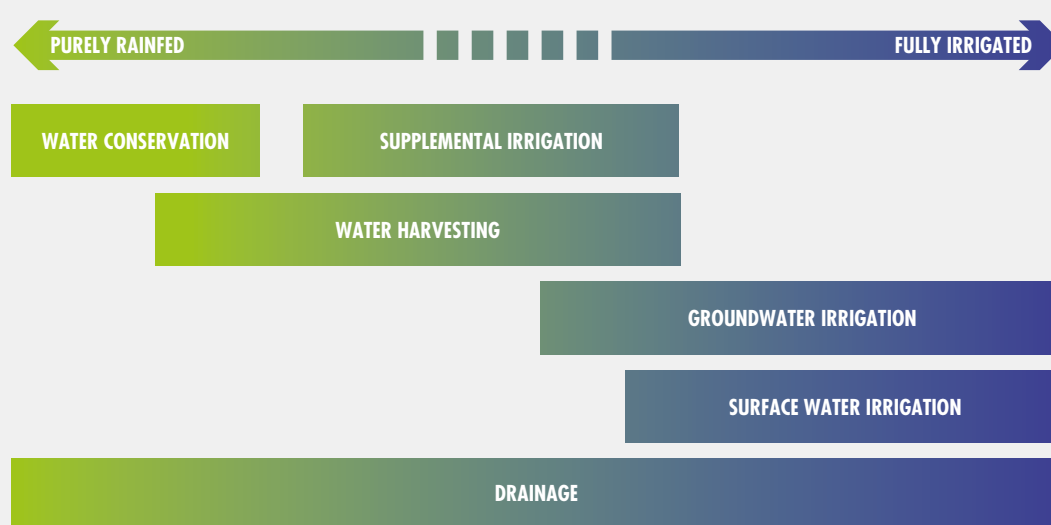 PURELY RAINFED
FULLY IRRIGATED
WATER CONSERVATION
SUPPLEMENTAL IRRIGATION
WATER HARVESTING
GROUNDWATER IRRIGATION
SURFACE WATER IRRIGATION
DRAINAGE